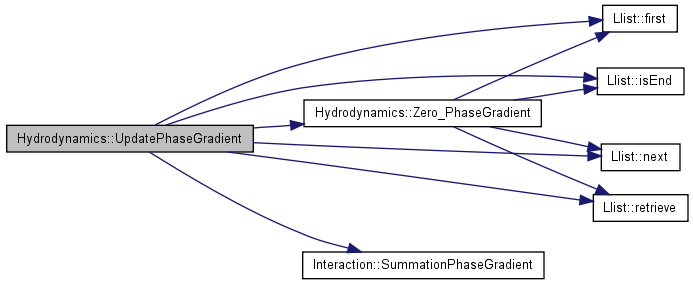 Llist::first
Llist::isEnd
Hydrodynamics::Zero_PhaseGradient
Hydrodynamics::UpdatePhaseGradient
Llist::next
Llist::retrieve
Interaction::SummationPhaseGradient